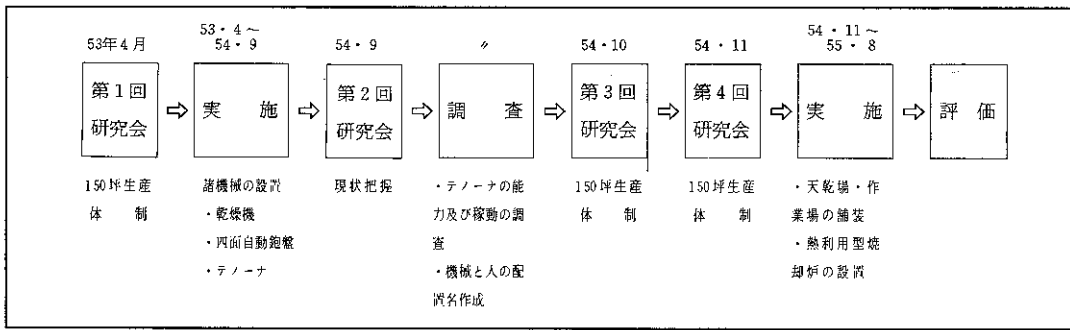 53年4月
53・4～
54・9
54・9
〃
54・10
54・11
54・11～
55・8
第1回
研究会
⇨
実　施
⇨
第2回
研究会
⇨
調　査
⇨
第3回
研究会
⇨
第4回
研究会
⇨
実　施
⇨
評　価
150坪生産
体　制
諸機械の設置
・乾燥機
・四面自動鉋盤
・テノーナ
現状把握
・テノーナの能
力及び稼動の調
査
・機械と人の配
置名作成
150坪生産
体　制
150坪生産
体　制
・天乾場・作
業場の舗装
・熱利用型焼
却炉の設置